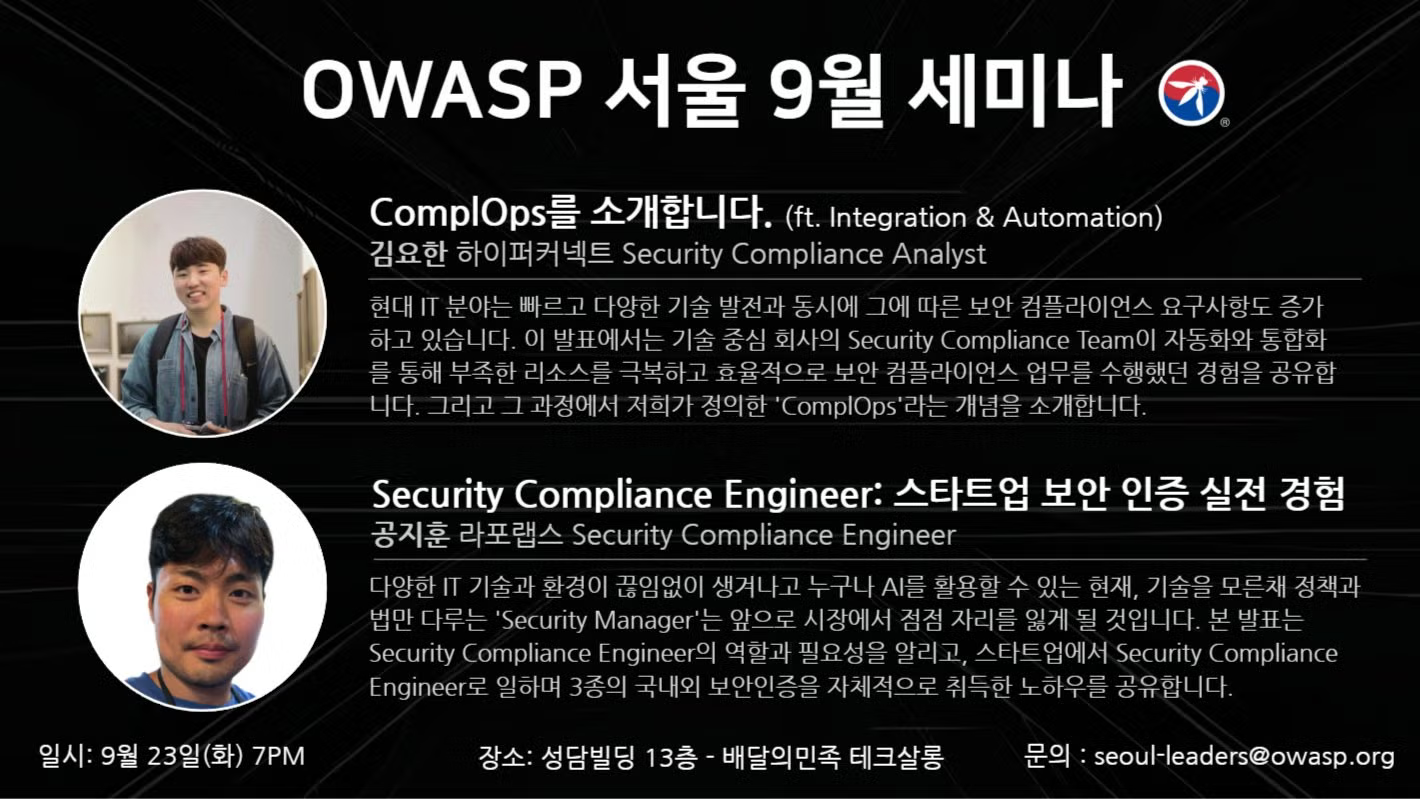 OWASP 서울 9월 세미나
®
ComplOps를 소개합니다. (ft. Integration & Automation)
김요한 하이퍼커넥트 Security Compliance Analyst
현대 IT 분야는 빠르고 다양한 기술 발전과 동시에 그에 따른 보안 컴플라이언스 요구사항도 증가
하고 있습니다. 이 발표에서는 기술 중심 회사의 Security Compliance Team이 자동화와 통합화
를 통해 부족한 리소스를 극복하고 효율적으로 보안 컴플라이언스 업무를 수행했던 경험을 공유합
니다. 그리고 그 과정에서 저희가 정의한 'ComplOps'라는 개념을 소개합니다.
Security Compliance Engineer: 스타트업 보안 인증 실전 경험
공지훈 라포랩스 Security Compliance Engineer
다양한 IT 기술과 환경이 끊임없이 생겨나고 누구나 AI를 활용할 수 있는 현재, 기술을 모른채 정책과
법만 다루는 'Security Manager'는 앞으로 시장에서 점점 자리를 잃게 될 것입니다. 본 발표는
Security Compliance Engineer의 역할과 필요성을 알리고, 스타트업에서 Security Compliance
Engineer로 일하며 3종의 국내외 보안인증을 자체적으로 취득한 노하우를 공유합니다.
일시: 9월 23일(화) 7PM
장소: 성담빌딩 13층 - 배달의민족 테크살롱
문의 : seoul-leaders@owasp.org